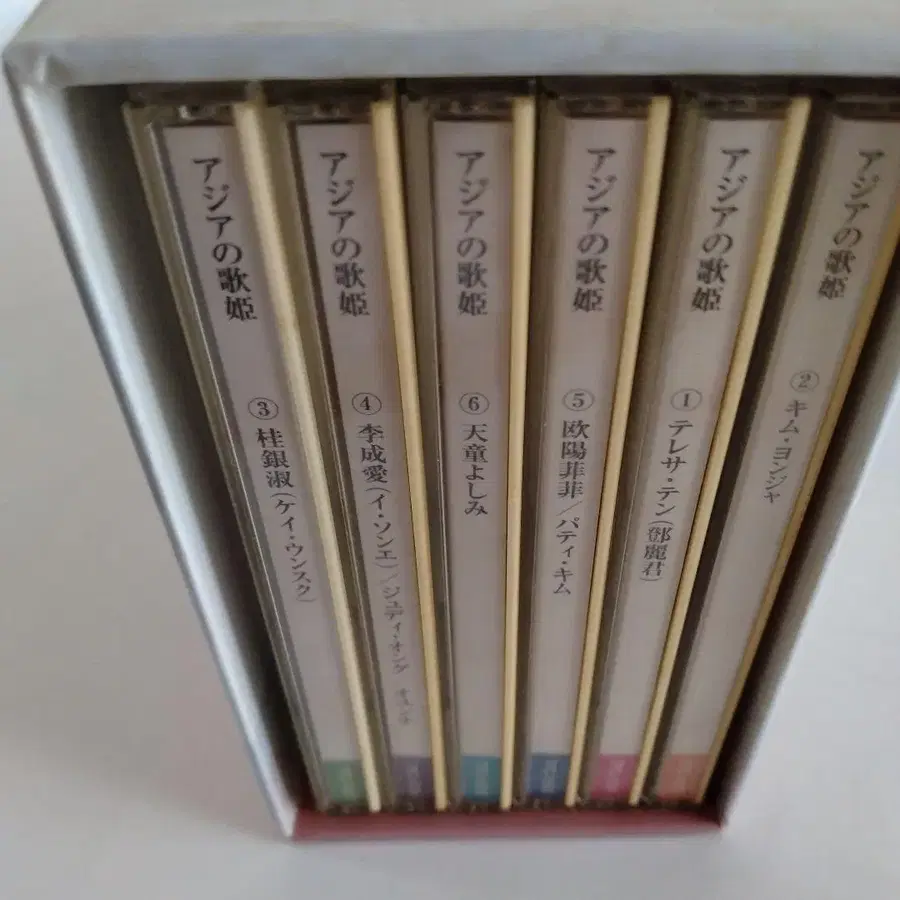 アジアの歌姫 ③ 桂銀淑(ケイ・ウンスク)
アジアの歌姫 ④ 李成愛(イ・ソンエ)/ジュディ・オング
アジアの歌姫 ⑥ 天童よしみ
アジアの歌姫 ⑤ 欧陽菲菲/パティ・キム
アジアの歌姫 ① テレサ・テン(鄧麗君)
アジアの歌姫 ② キム・ヨンジャ